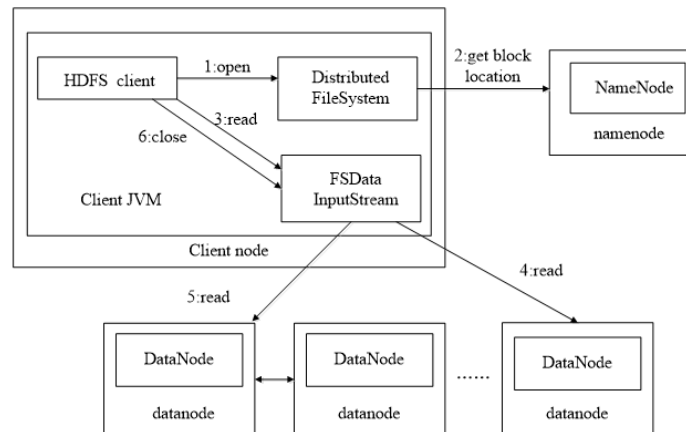 HDFS client
1:open
Distributed
FileSystem
2:get block
location
NameNode
namenode
3:read
6:close
FSData
InputStream
Client JVM
Client node
5:read
4:read
DataNode
datanode
DataNode
datanode
......
DataNode
datanode